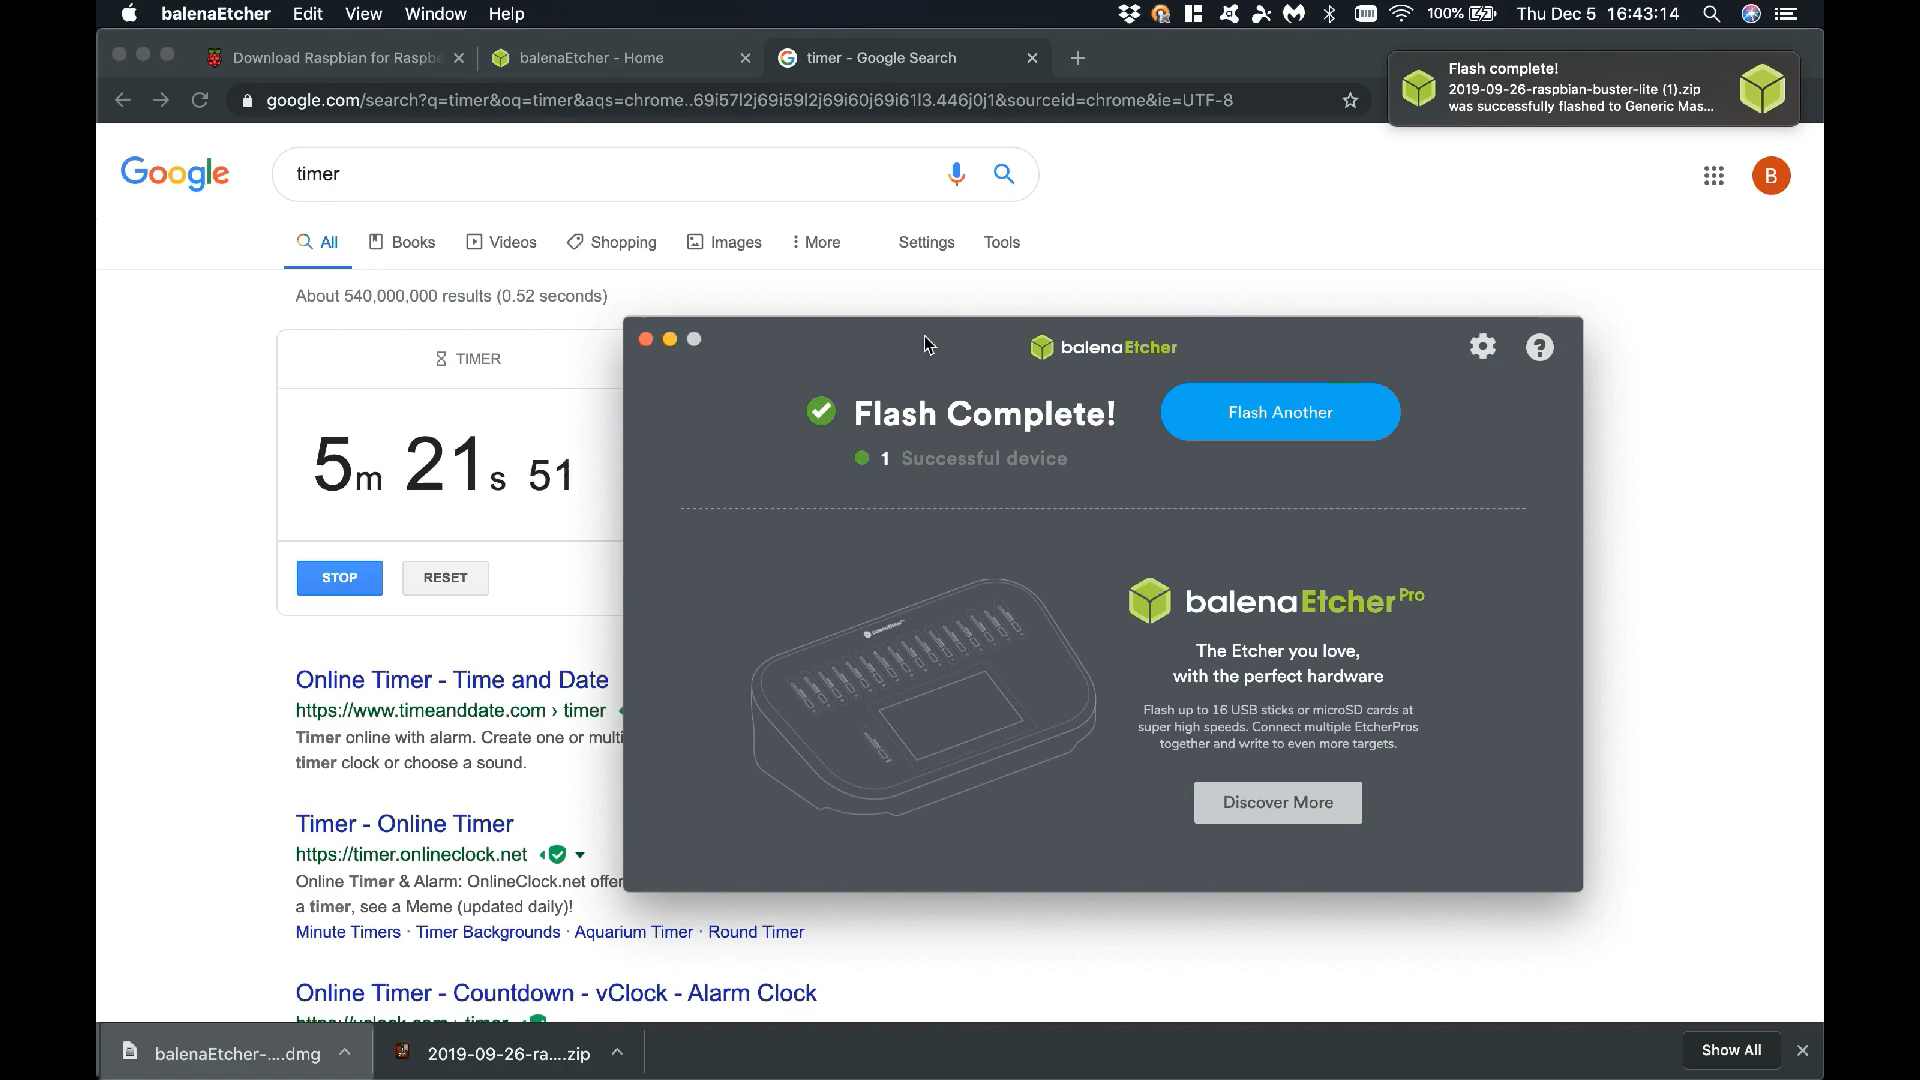 balenaEtcher Edit View Window Help 100% Thu Dec 5 16:43:14
Download Raspbian for Raspbe
balenaEtcher - Home
timer - Google Search
google.com/search?q=timer&oq=timer&aqs=chrome..69i57l2j69i59l2j69i60j69i61l3.446j0j1&sourceid=chrome&ie=UTF-8
Flash complete!
2019-09-26-raspbian-buster-lite (1).zip
was successfully flashed to Generic Mas...
Google
timer
B
All Books Videos Shopping Images More Settings Tools
About 540,000,000 results (0.52 seconds)
TIMER
5m 21s 51
STOP RESET
balenaEtcher
Flash Complete!
Flash Another
1 Successful device
balenaEtcher
balenaEtcher Pro
The Etcher you love,
with the perfect hardware
Flash up to 16 USB sticks or microSD cards at
super high speeds. Connect multiple EtcherPros
together and write to even more targets.
Discover More
Online Timer - Time and Date
https://www.timeanddate.com › timer
Timer online with alarm. Create one or multi
timer clock or choose a sound.
Timer - Online Timer
https://timer.onlineclock.net
Online Timer & Alarm: OnlineClock.net offer
a timer, see a Meme (updated daily)!
Minute Timers · Timer Backgrounds · Aquarium Timer · Round Timer
Online Timer - Countdown - vClock - Alarm Clock
https://vclock.com › timer
balenaEtcher-....dmg
2019-09-26-ra....zip
Show All